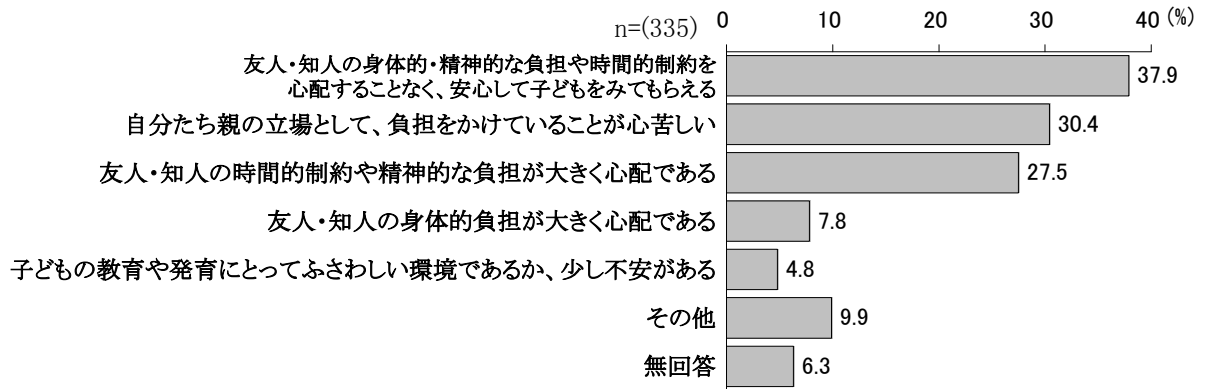 n=(335)
0 10 20 30 40 (%)
友人・知人の身体的・精神的な負担や時間的制約を
心配することなく、安心して子どもをみてもらえる
37.9
自分たち親の立場として、負担をかけていることが心苦しい
30.4
友人・知人の時間的制約や精神的な負担が大きく心配である
27.5
友人・知人の身体的負担が大きく心配である
7.8
子どもの教育や発育にとってふさわしい環境であるか、少し不安がある
4.8
その他
9.9
無回答
6.3